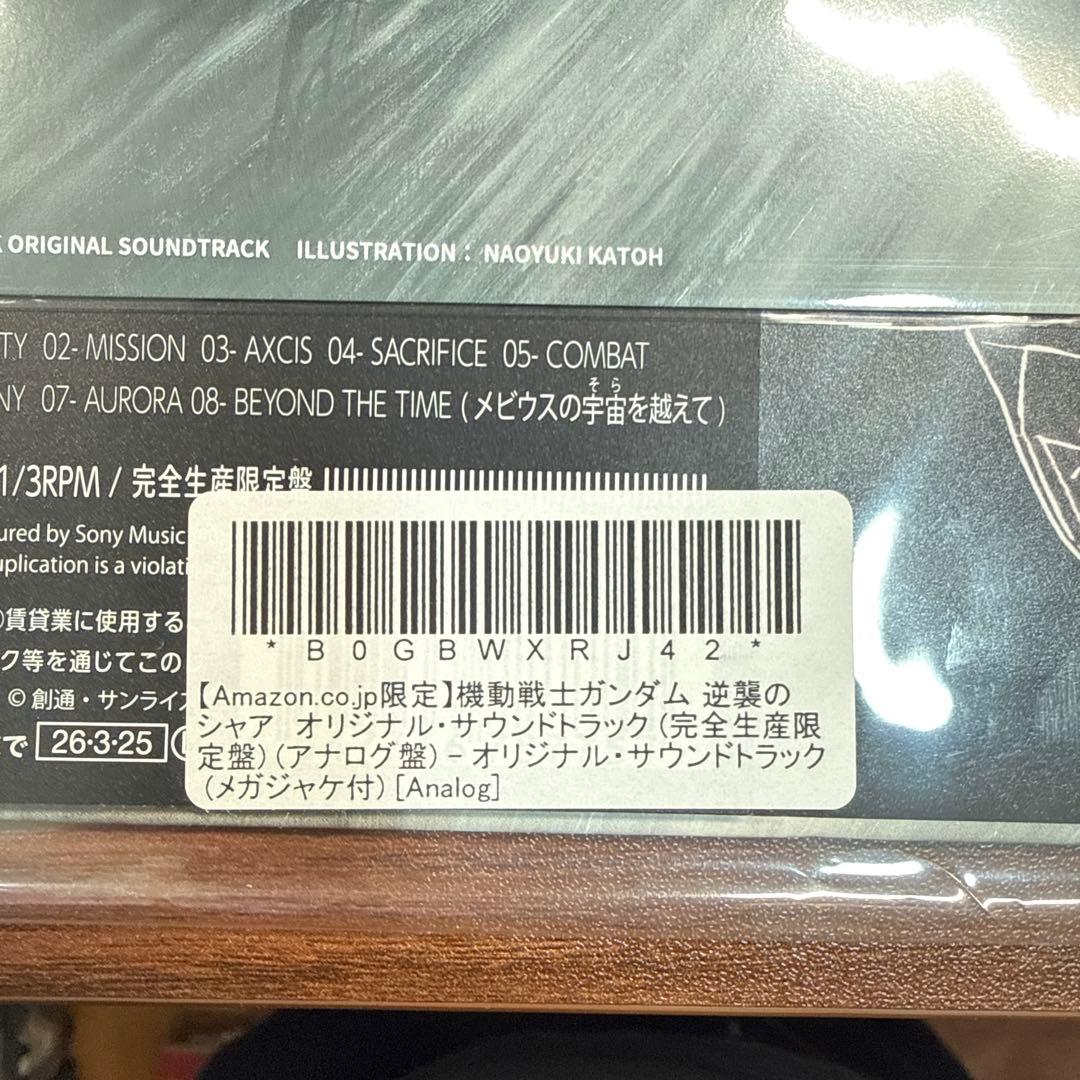 ORIGINAL SOUNDTRACK ILLUSTRATION : NAOYUKI KATOH
TY 02- MISSION 03- AXCIS 04- SACRIFICE 05- COMBAT
NY 07- AURORA 08- BEYOND THE TIME (メビウスの宇宙を越えて)
そら
1/3RPM / 完全生産限定盤
ured by Sony Music
uplication is a violati
賃貸業に使用する
ク等を通じてこの
© 創通・サンライズ
で 26・3・25
*B0GBWXRJ42*
【Amazon.co.jp限定】機動戦士ガンダム 逆襲の
シャア オリジナル・サウンドトラック(完全生産限
定盤)(アナログ盤) – オリジナル・サウンドトラック
(メガジャケ付) [Analog]